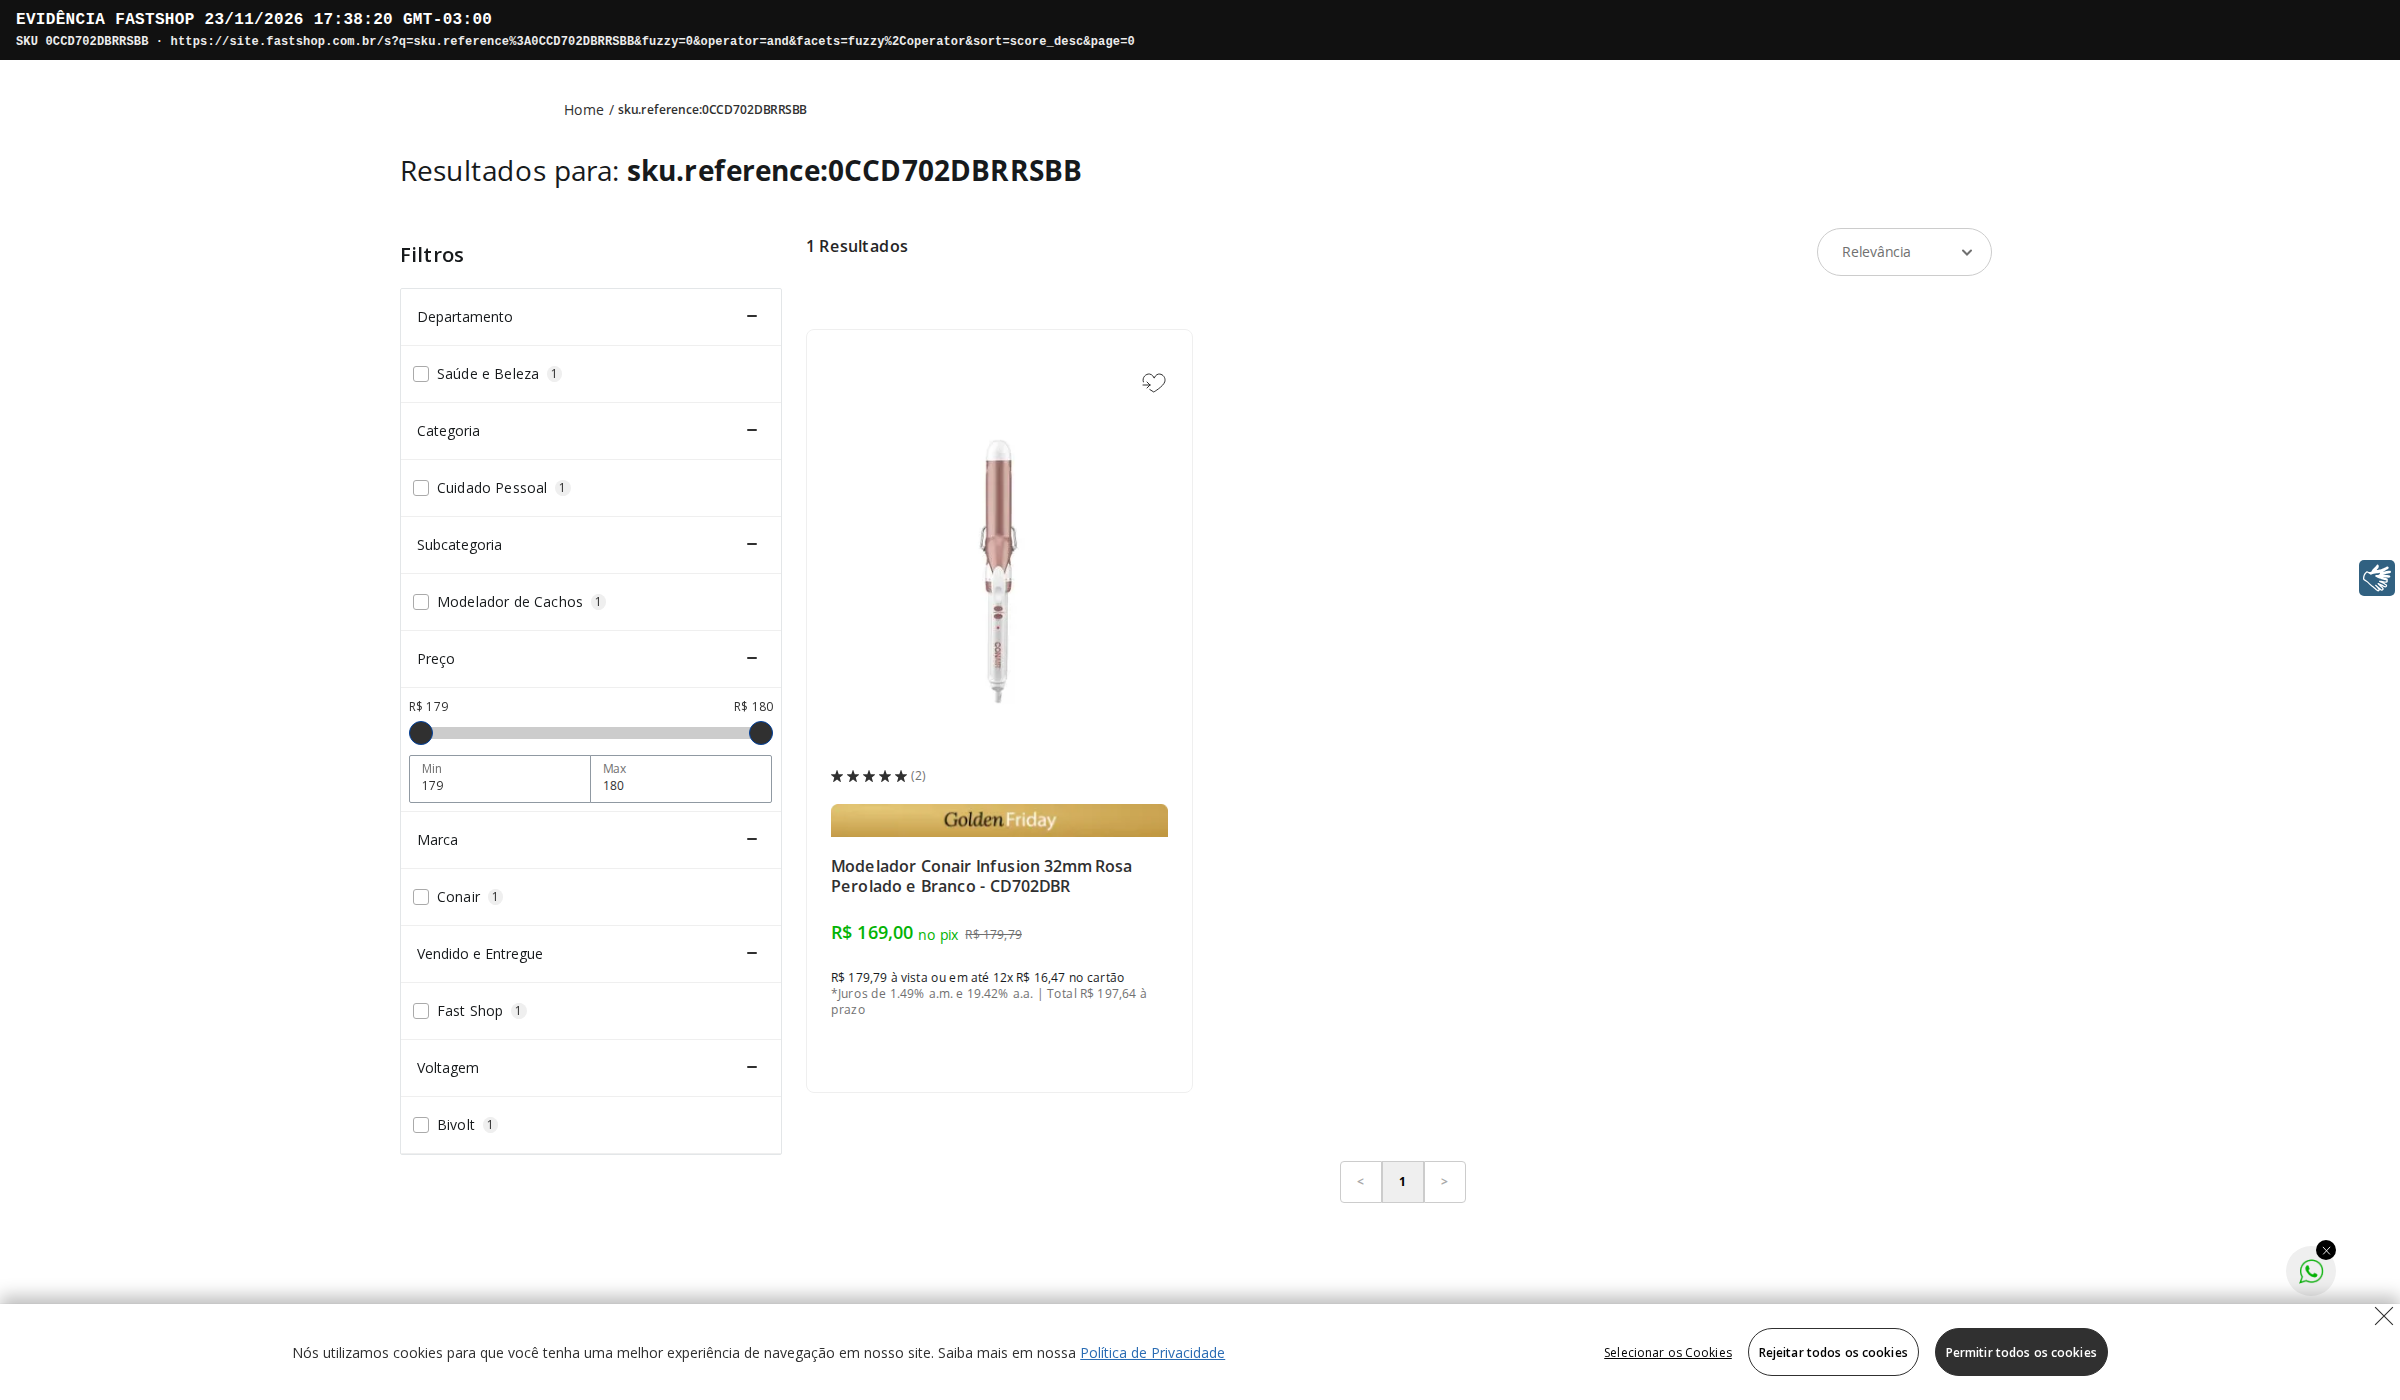 EVIDÊNCIA FASTSHOP 23/11/2026 17:38:20 GMT-03:00
SKU 0CCD702DBRRSBB · https://site.fastshop.com.br/s?q=sku.reference%3A0CCD702DBRRSBB&fuzzy=0&operator=and&facets=fuzzy%2Coperator&sort=score_desc&page=0
Home / sku.reference:0CCD702DBRRSBB
Resultados para: sku.reference:0CCD702DBRRSBB
Filtros
1 Resultados
Relevância
Departamento
Saúde e Beleza 1
Categoria
Cuidado Pessoal 1
Subcategoria
Modelador de Cachos 1
Preço
R$ 179
R$ 180
Min
179
Max
180
Marca
Conair 1
Vendido e Entregue
Fast Shop 1
Voltagem
Bivolt 1
CONAIR
(2)
Golden Friday
Modelador Conair Infusion 32mm Rosa
Perolado e Branco - CD702DBR
R$ 169,00 no pix R$ 179,79
R$ 179,79 à vista ou em até 12x R$ 16,47 no cartão
*Juros de 1.49% a.m. e 19.42% a.a. | Total R$ 197,64 à
prazo
< 1 >
Nós utilizamos cookies para que você tenha uma melhor experiência de navegação em nosso site. Saiba mais em nossa Política de Privacidade
Selecionar os Cookies
Rejeitar todos os cookies
Permitir todos os cookies